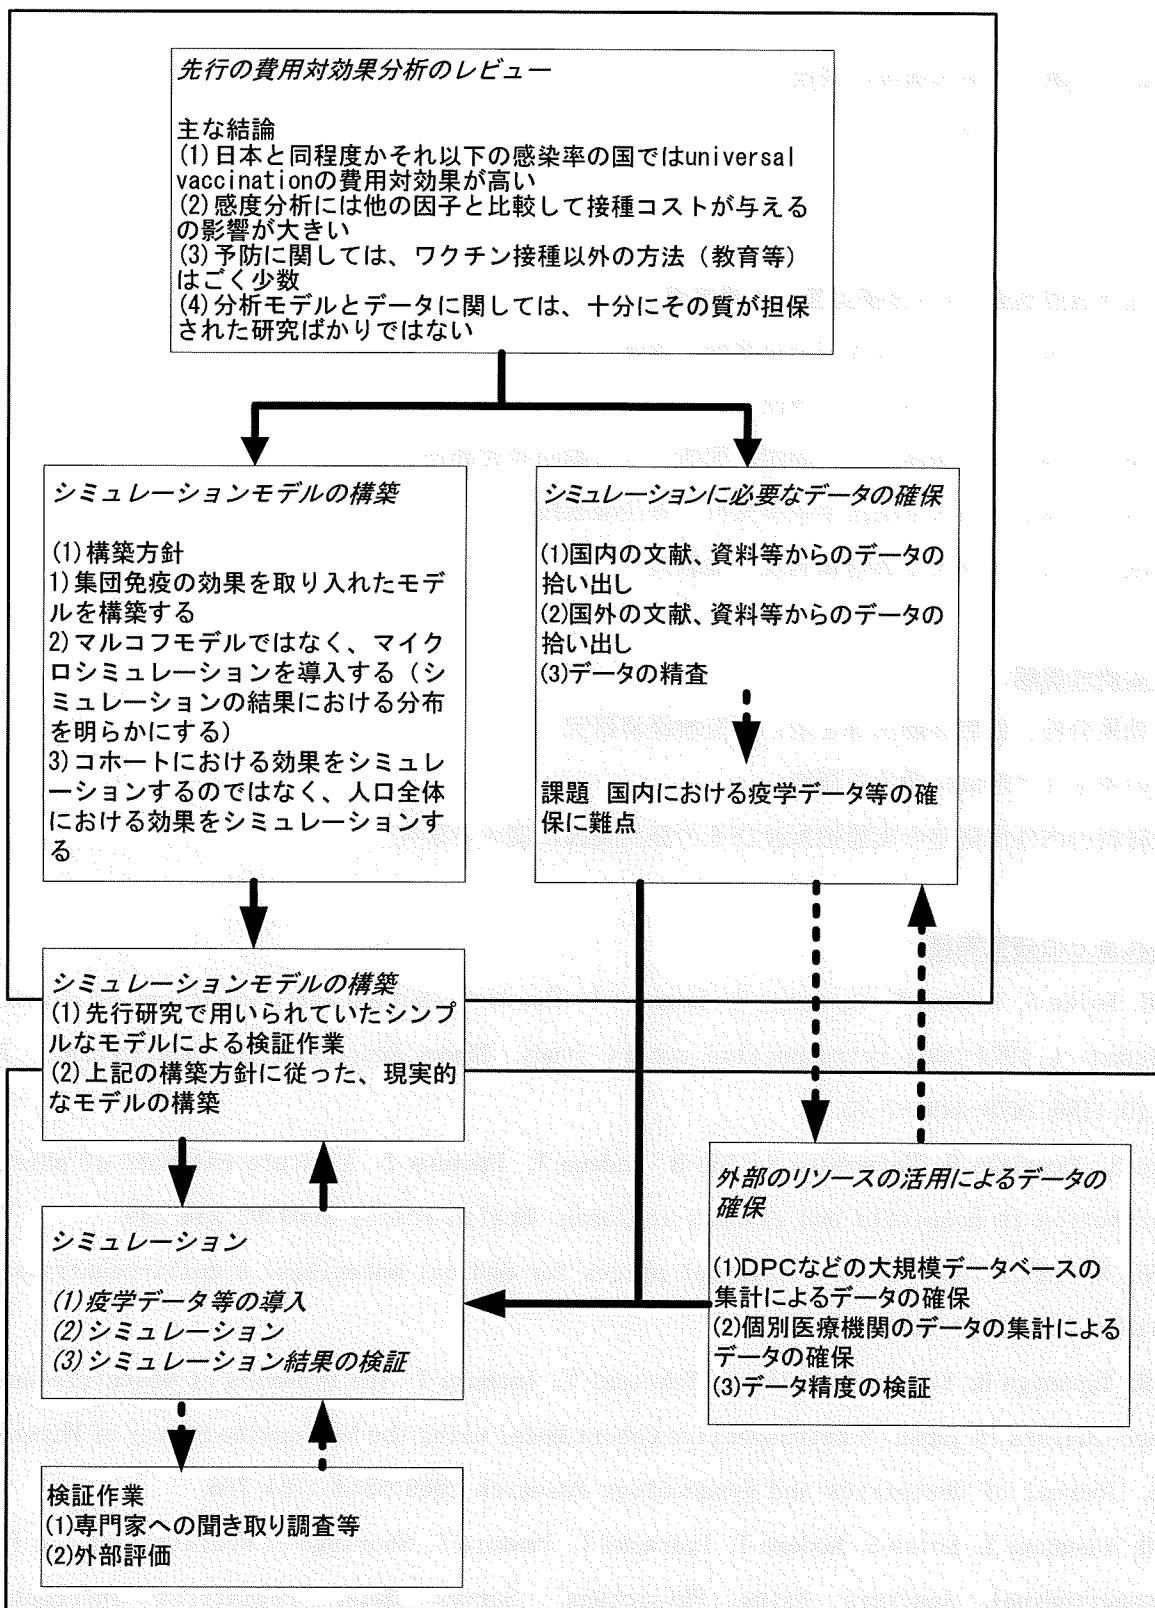 先行の費用対効果分析のレビュー
主な結論
(1)日本と同程度かそれ以下の感染率の国ではuniversal
vaccinationの費用対効果が高い
(2)感度分析には他の因子と比較して接種コストが与える
の影響が大きい
(3)予防に関しては、ワクチン接種以外の方法（教育等）
はごく少数
(4)分析モデルとデータに関しては、十分にその質が担保
された研究ばかりではない
シミュレーションモデルの構築
(1)構築方針
1)集団免疫の効果を取り入れたモデ
ルを構築する
2)マルコフモデルではなく、マイク
ロシミュレーションを導入する（シ
ミュレーションの結果における分布
を明らかにする）
3)コホートにおける効果をシミュレ
ーションするのではなく、人口全体
における効果をシミュレーションす
る
シミュレーションに必要なデータの確保
(1)国内の文献、資料等からのデータの
拾い出し
(2)国外の文献、資料等からのデータの
拾い出し
(3)データの精査
課題 国内における疫学データ等の確
保に難点
シミュレーションモデルの構築
(1)先行研究で用いられていたシンプ
ルなモデルによる検証作業
(2)上記の構築方針に従った、現実的
なモデルの構築
外部のリソースの活用によるデータの
確保
(1)DPCなどの大規模データベースの
集計によるデータの確保
(2)個別医療機関のデータの集計による
データの確保
(3)データ精度の検証
シミュレーション
(1)疫学データ等の導入
(2)シミュレーション
(3)シミュレーション結果の検証
検証作業
(1)専門家への聞き取り調査等
(2)外部評価